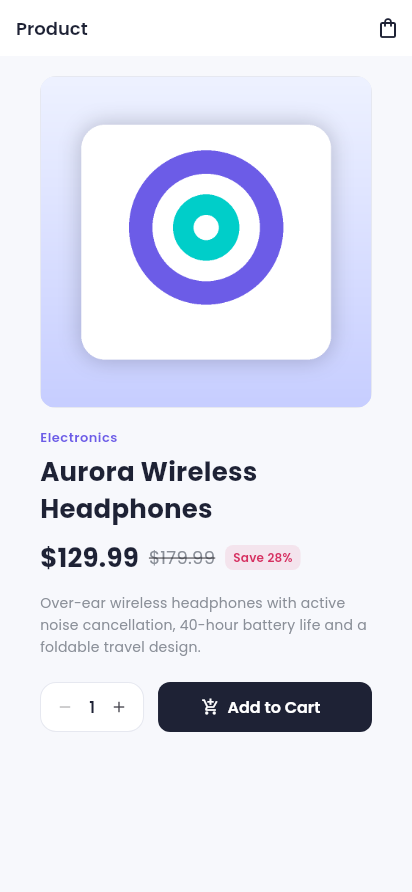 Product
Electronics
Aurora Wireless
Headphones
$129.99 $179.99 Save 28%
Over-ear wireless headphones with active
noise cancellation, 40-hour battery life and a
foldable travel design.
1 Add to Cart